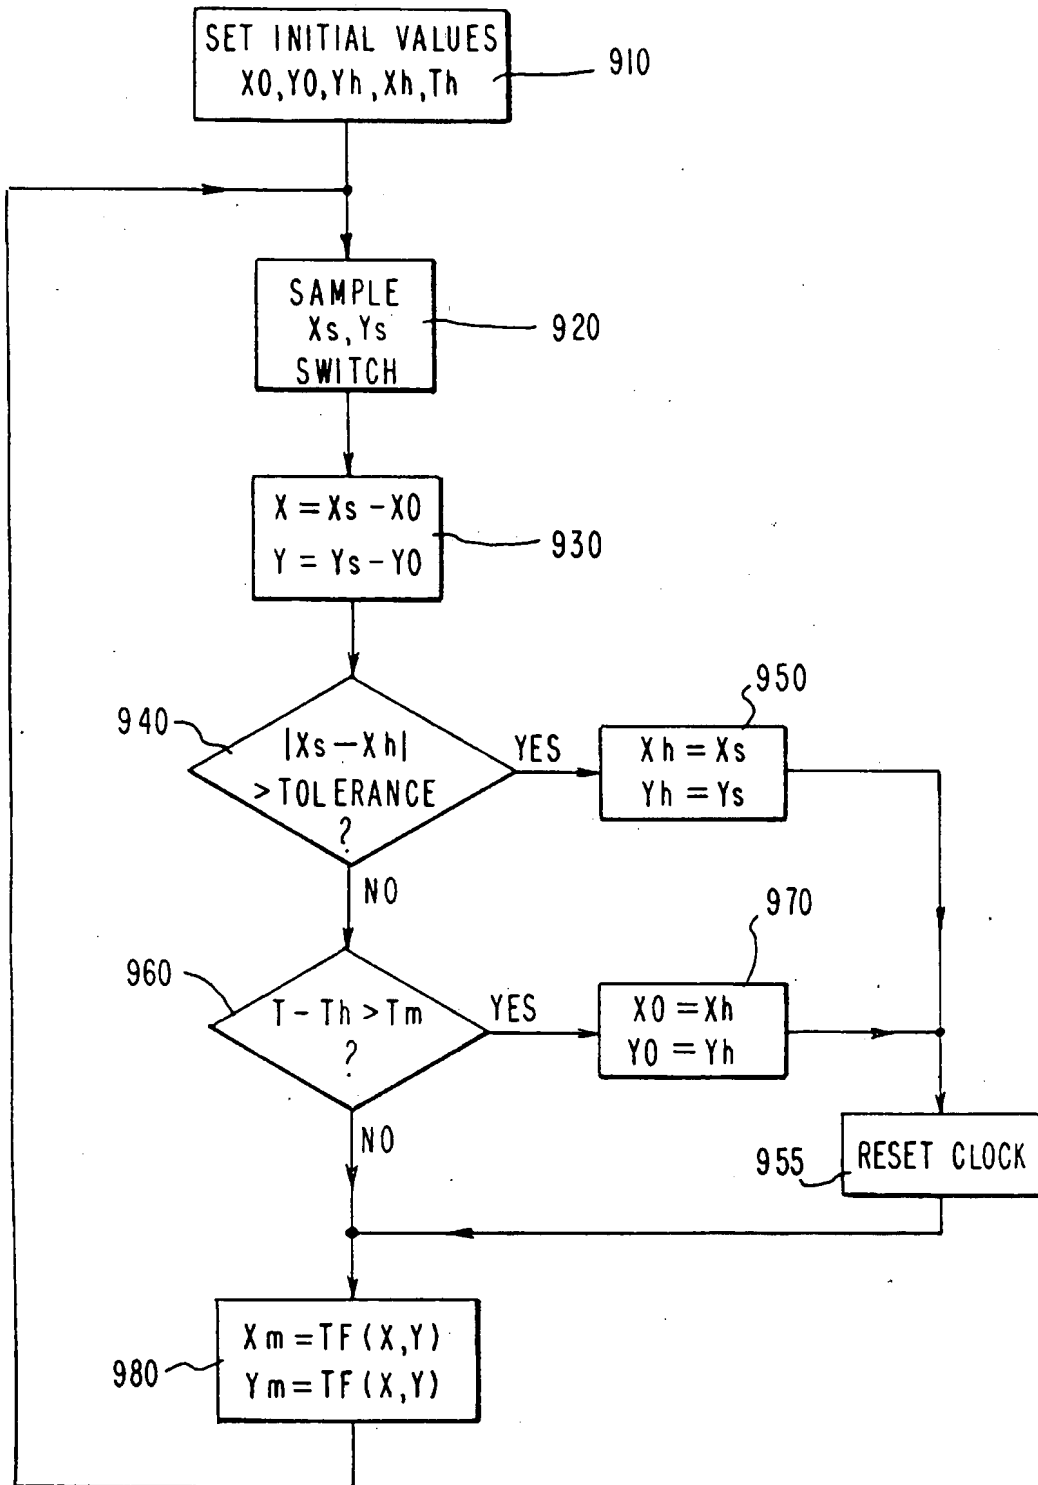 SET INITIAL VALUES
X0,Y0,Yh,Xh,Th
910
SAMPLE
Xs,Ys
SWITCH
920
X = Xs - X0
Y = Ys - Y0
930
940
|Xs - Xh|
> TOLERANCE
?
YES
950
Xh = Xs
Yh = Ys
NO
960
T - Th > Tm
?
YES
970
X0 = Xh
Y0 = Yh
NO
955
RESET CLOCK
980
Xm = TF(X,Y)
Ym = TF(X,Y)